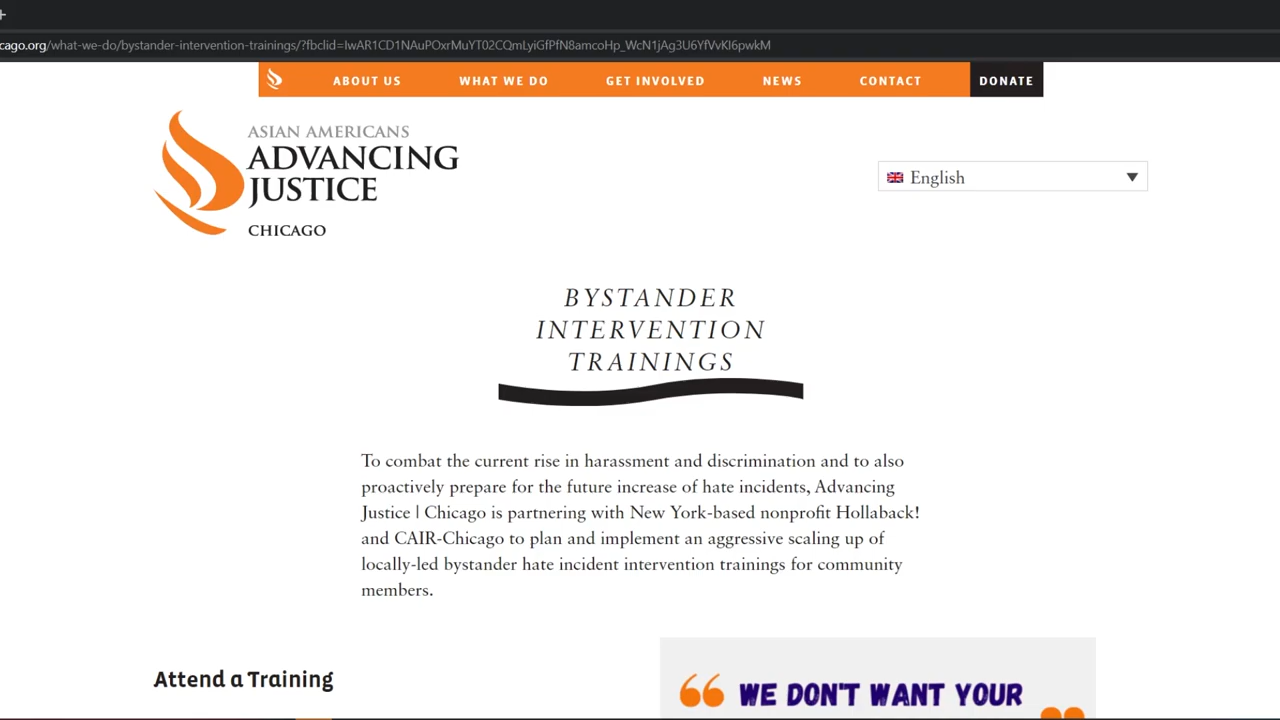 cago.org/what-we-do/bystander-intervention-trainings/?fbclid=IwAR1CD1NAuPOxrMuYT02CQmLyiGfPfN8amcoHp_WcN1jAg3U6YfVvKI6pwkM
ABOUT US WHAT WE DO GET INVOLVED NEWS CONTACT DONATE
ASIAN AMERICANS
ADVANCING
JUSTICE
CHICAGO
English
BYSTANDER
INTERVENTION
TRAININGS
To combat the current rise in harassment and discrimination and to also
proactively prepare for the future increase of hate incidents, Advancing
Justice | Chicago is partnering with New York-based nonprofit Hollaback!
and CAIR-Chicago to plan and implement an aggressive scaling up of
locally-led bystander hate incident intervention trainings for community
members.
Attend a Training
“ WE DON'T WANT YOUR